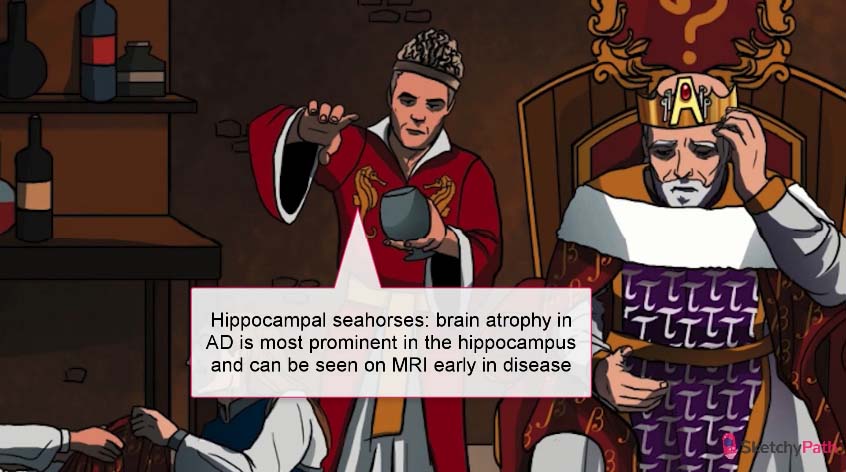 ?
A
Hippocampal seahorses: brain atrophy in
AD is most prominent in the hippocampus
and can be seen on MRI early in disease
SketchyPath